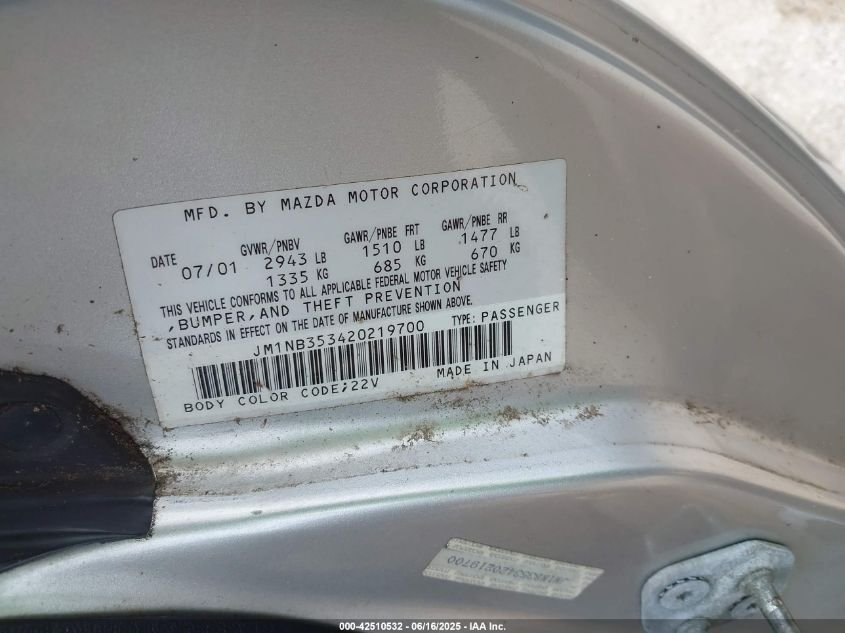 MFD. BY MAZDA MOTOR CORPORATION
DATE GVWR/PNBV GAWR/PNBE FRT GAWR/PNBE RR
07/01 2943 LB 1510 LB 1477 LB
1335 KG 685 KG 670 KG
THIS VEHICLE CONFORMS TO ALL APPLICABLE FEDERAL MOTOR VEHICLE SAFETY
,BUMPER,AND THEFT PREVENTION
STANDARDS IN EFFECT ON THE DATE OF MANUFACTURE SHOWN ABOVE.
JM1NB353420219700 TYPE: PASSENGER
BODY COLOR CODE;22V MADE IN JAPAN
JM1NB353420219700
000-42510532 - 06/16/2025 - IAA Inc.